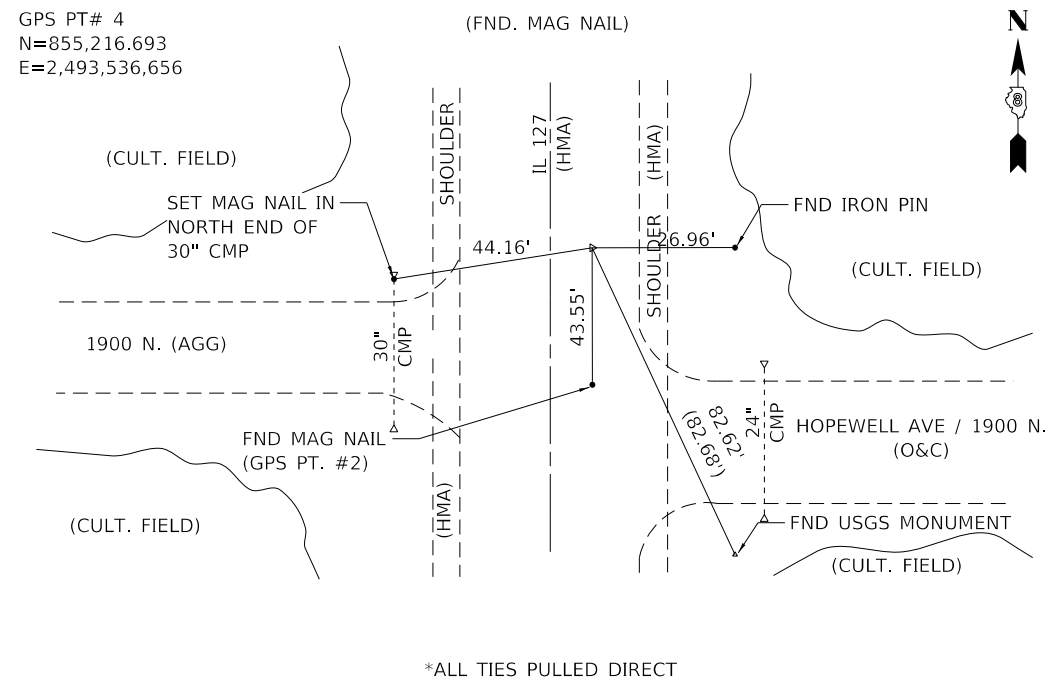 GPS PT# 4
N=855,216.693
E=2,493,536,656
(FND. MAG NAIL)
N
8
(CULT. FIELD)
SHOULDER
IL 127
(HMA)
(HMA)
SET MAG NAIL IN
NORTH END OF
30" CMP
FND IRON PIN
44.16'
26.96'
SHOULDER
(CULT. FIELD)
43.55'
1900 N. (AGG)
30"
CMP
82.62'
(82.68')
24"
CMP
HOPEWELL AVE / 1900 N.
(O&C)
FND MAG NAIL
(GPS PT. #2)
(CULT. FIELD)
(HMA)
FND USGS MONUMENT
(CULT. FIELD)
*ALL TIES PULLED DIRECT